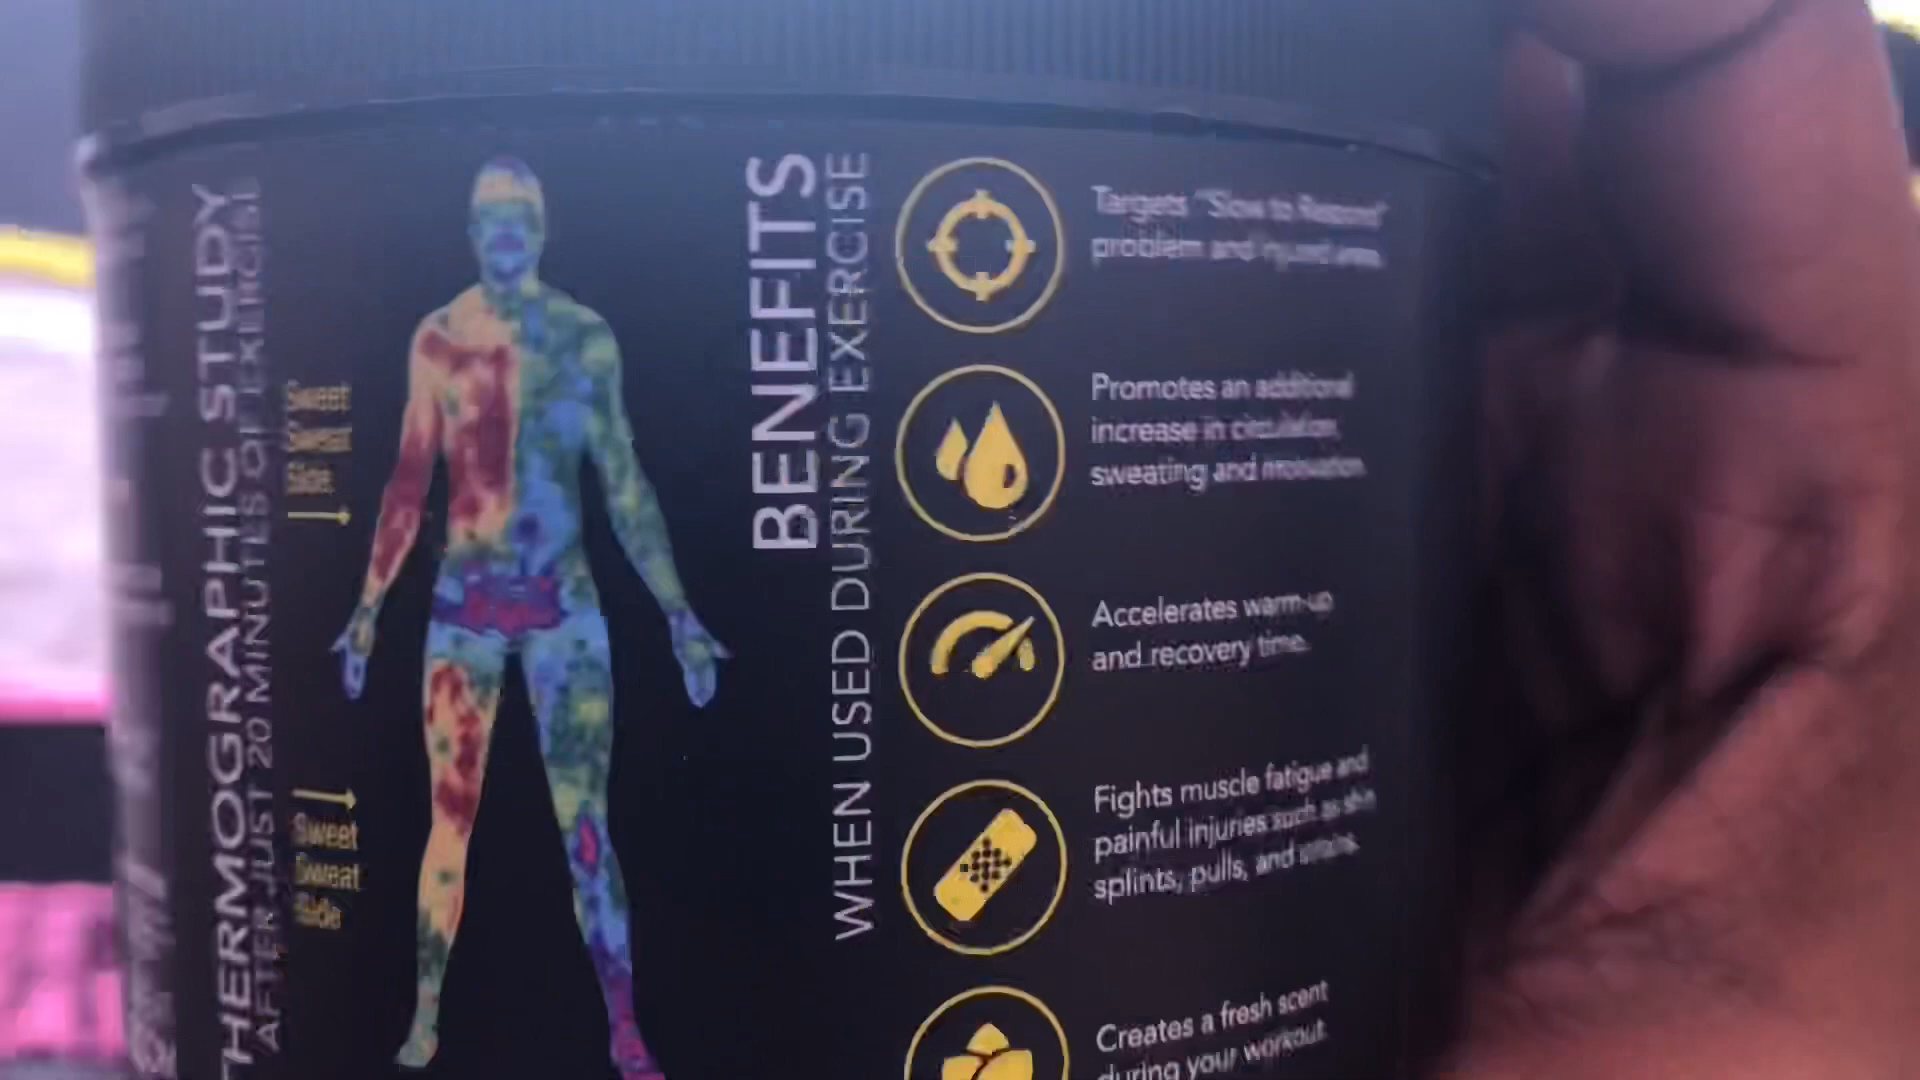 THERMOGRAPHIC STUDY
AFTER JUST 20 MINUTES OF EXERCISE
Sweet
Sweat
Side
Sweet
Sweat
Side
BENEFITS
WHEN USED DURING EXERCISE
Targets "Slow to Respond"
problem and injured areas.
Promotes an additional
increase in circulation,
sweating and motivation.
Accelerates warm-up
and recovery time.
Fights muscle fatigue and
painful injuries such as shin
splints, pulls, and strains.
Creates a fresh scent
during your workout.